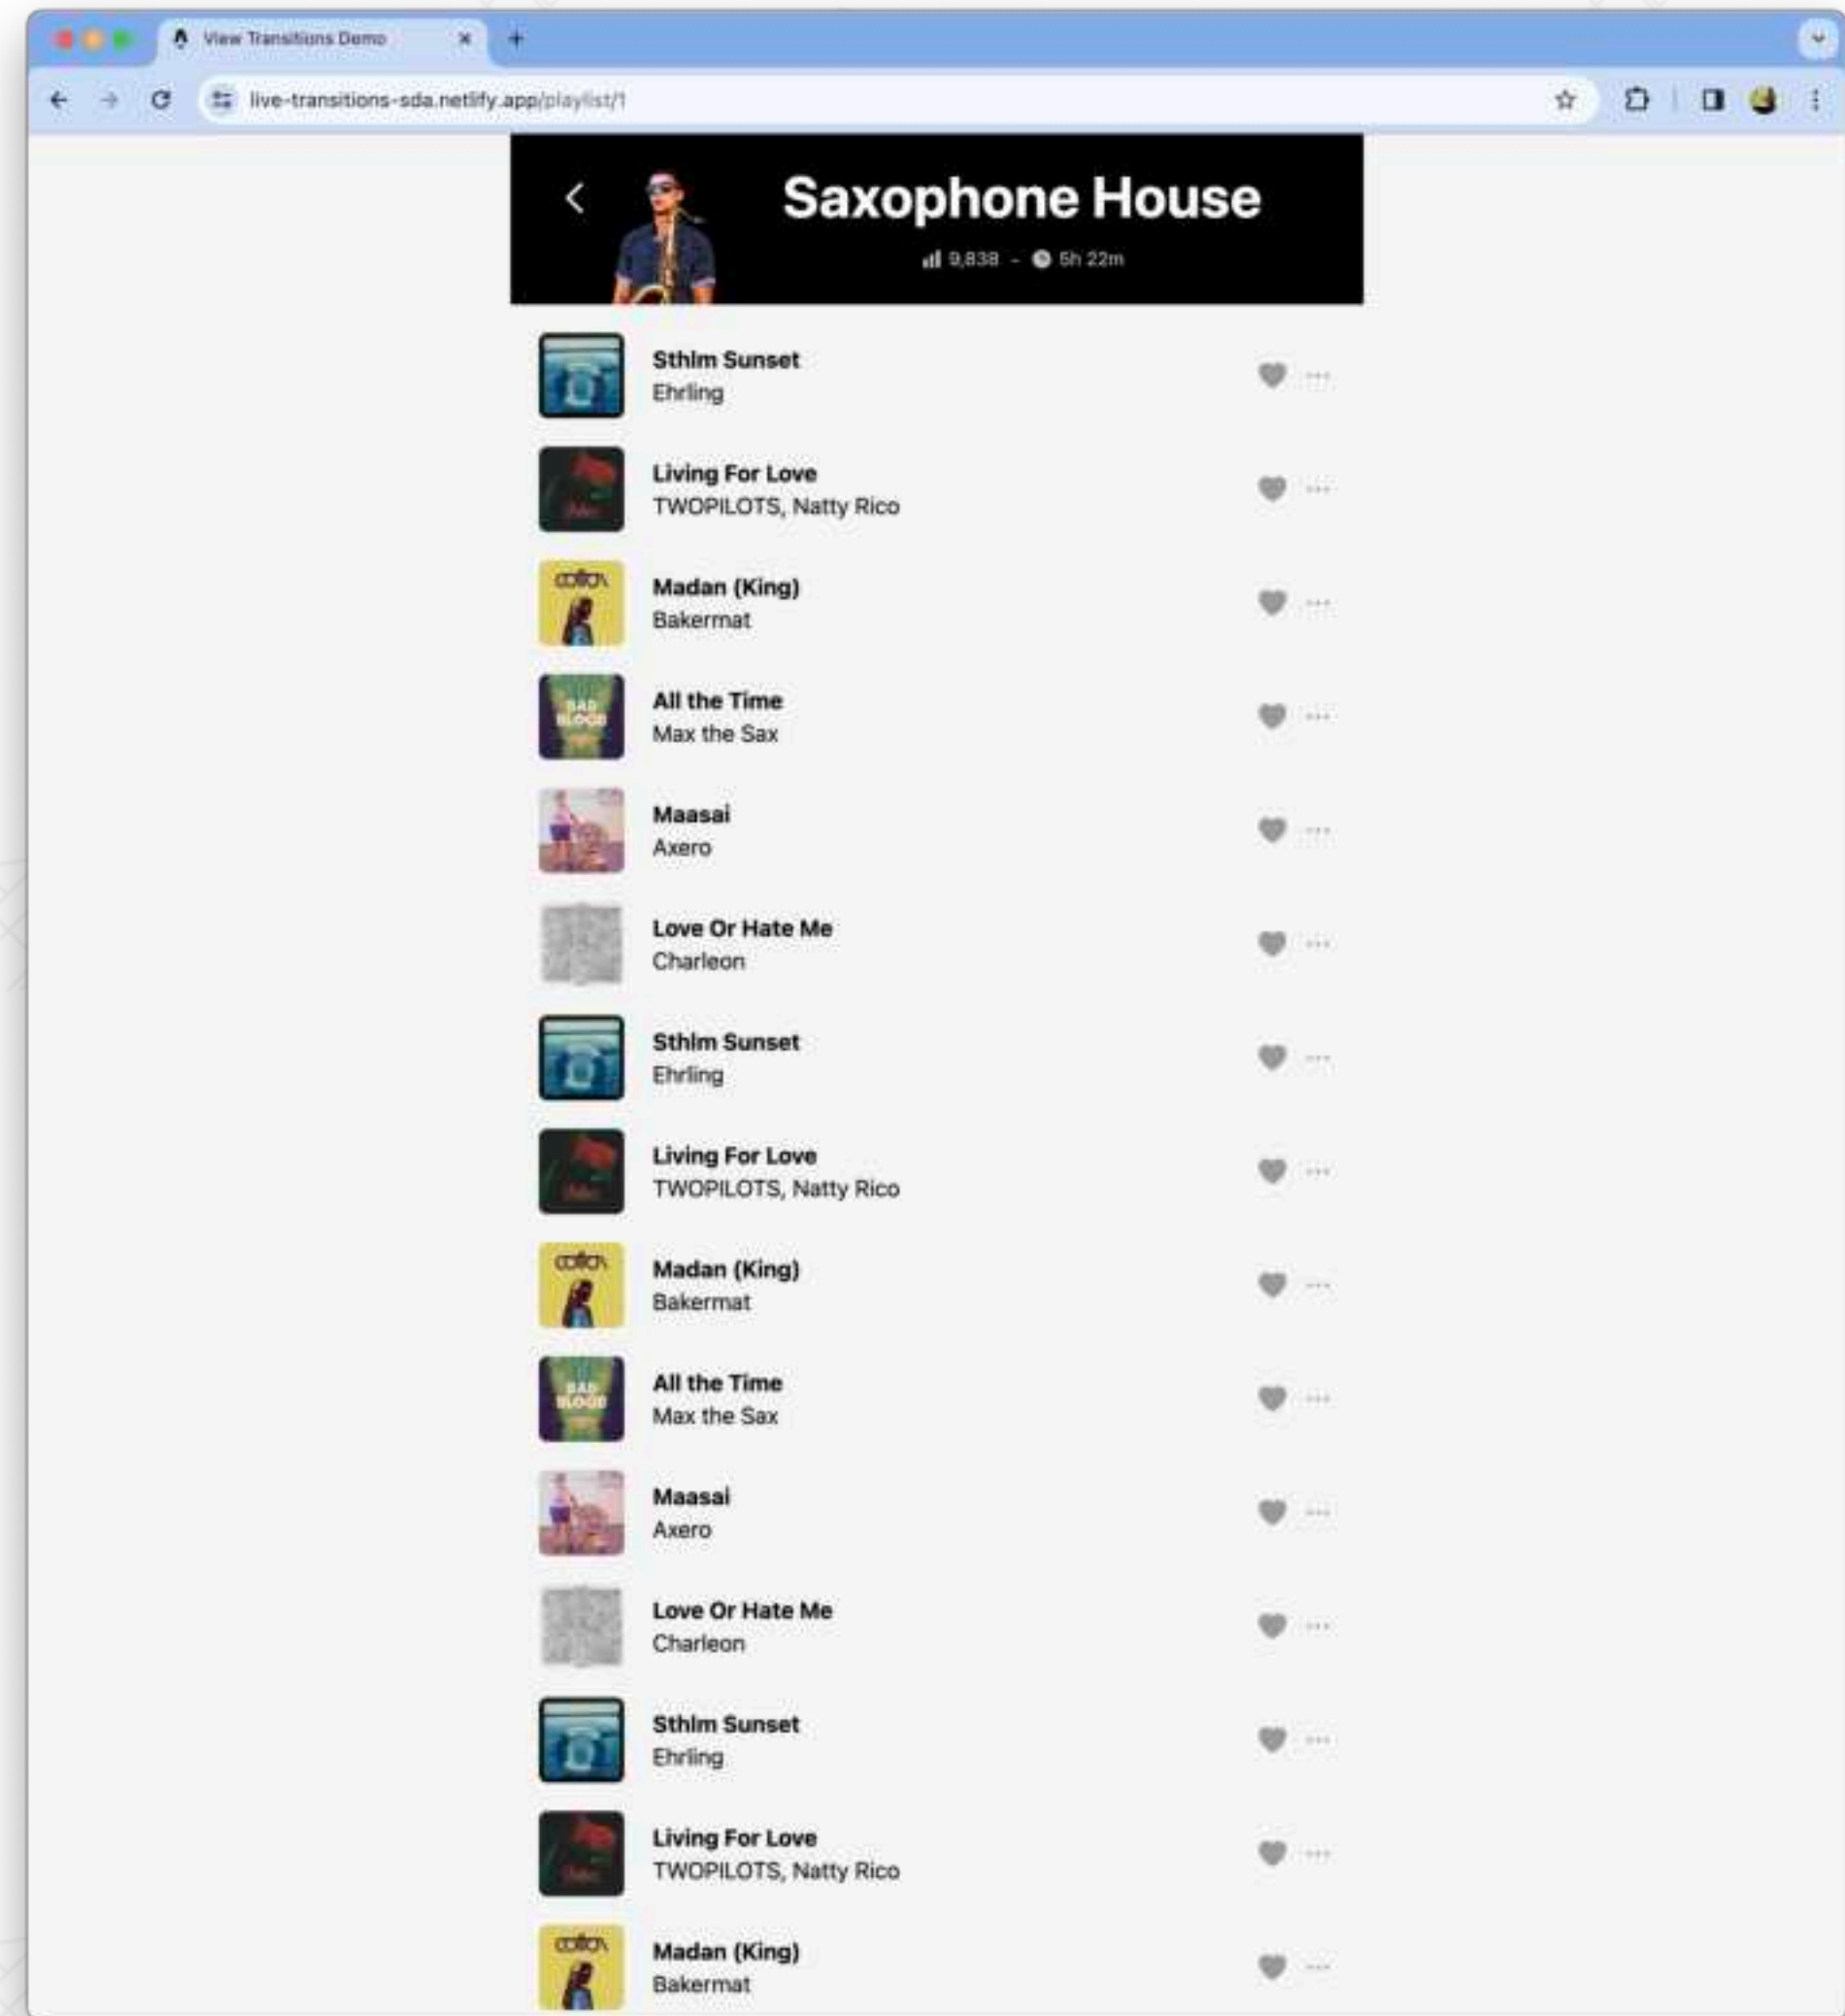 View Transitions Demo
live-transitions-sda.netlify.app/playlist/1
Saxophone House
9,838 - 5h 22m
Sthlm Sunset
Ehrling
Living For Love
TWOPILOTS, Natty Rico
Madan (King)
Bakermat
BAD
BLOOD
All the Time
Max the Sax
Maasai
Axero
Love Or Hate Me
Charleon
Sthlm Sunset
Ehrling
Living For Love
TWOPILOTS, Natty Rico
Madan (King)
Bakermat
BAD
BLOOD
All the Time
Max the Sax
Maasai
Axero
Love Or Hate Me
Charleon
Sthlm Sunset
Ehrling
Living For Love
TWOPILOTS, Natty Rico
Madan (King)
Bakermat